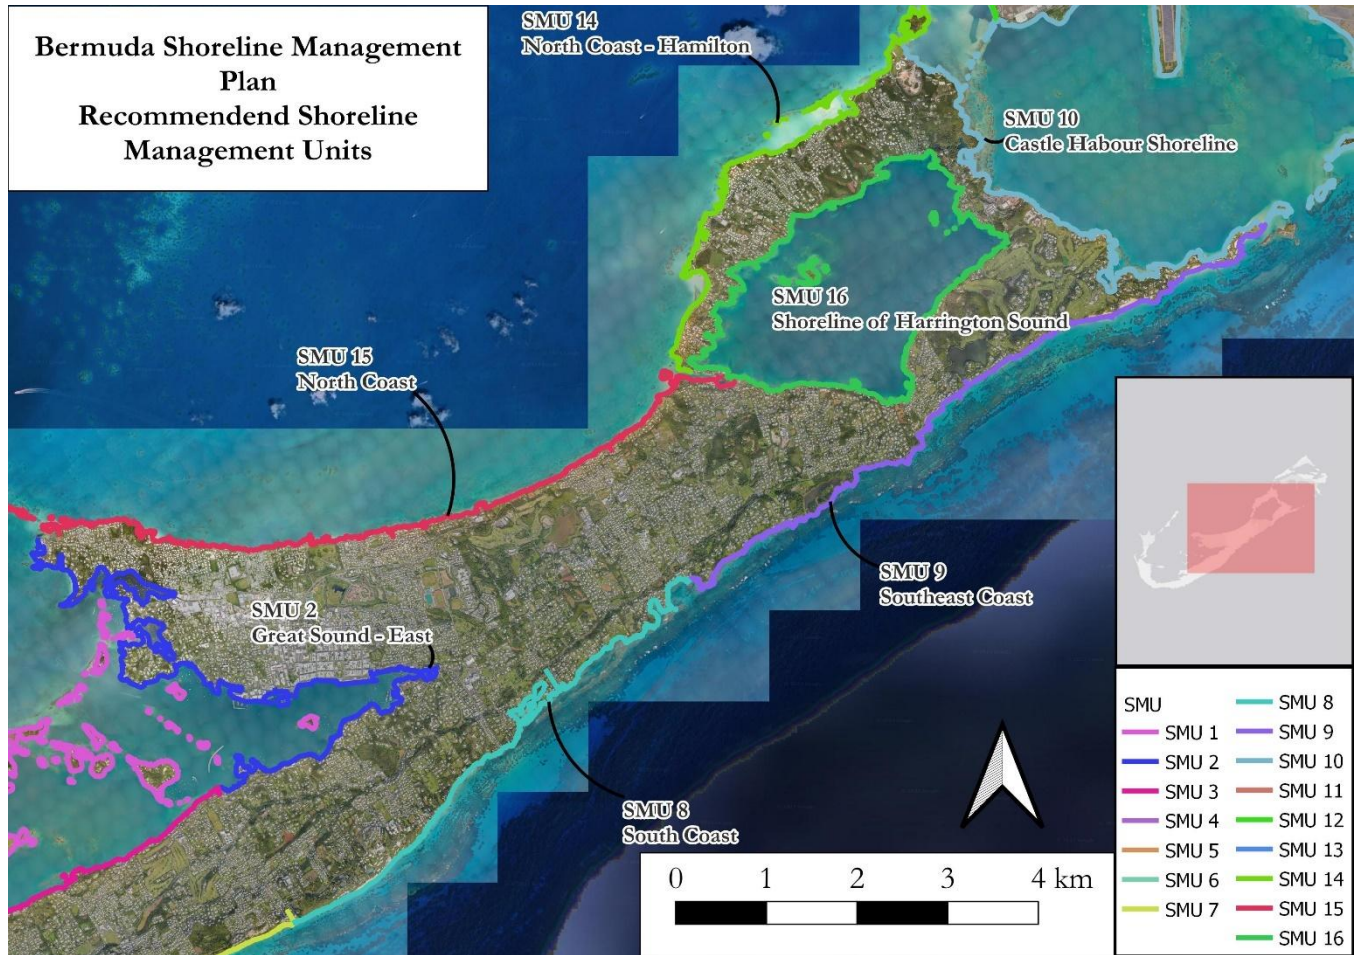 Bermuda Shoreline Management
Plan
Recommendend Shoreline
Management Units
SMU 14
North Coast - Hamilton
SMU 10
Castle Habour Shoreline
SMU 16
Shoreline of Harrington Sound
SMU 15
North Coast
SMU 9
Southeast Coast
SMU 2
Great Sound - East
SMU 8
South Coast
0 1 2 3 4 km
SMU
SMU 1
SMU 2
SMU 3
SMU 4
SMU 5
SMU 6
SMU 7
SMU 8
SMU 9
SMU 10
SMU 11
SMU 12
SMU 13
SMU 14
SMU 15
SMU 16